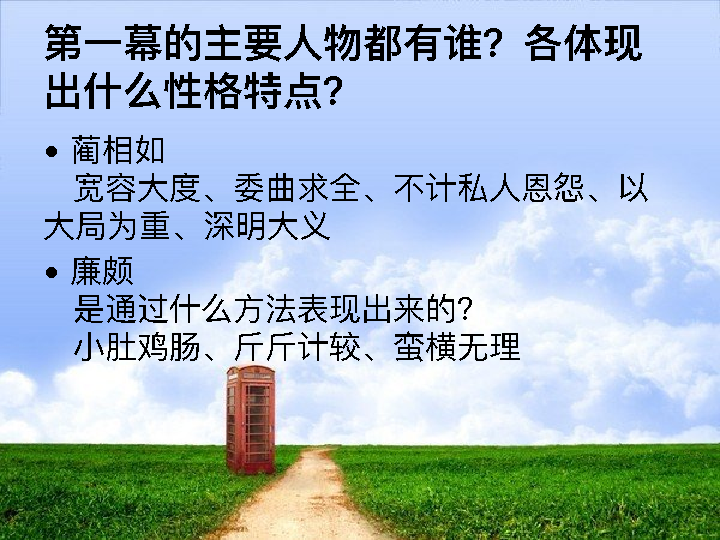 第一幕的主要人物都有谁？各体现
出什么性格特点？
• 蔺相如
宽容大度、委曲求全、不计私人恩怨、以
大局为重、深明大义
• 廉颇
是通过什么方法表现出来的？
小肚鸡肠、斤斤计较、蛮横无理